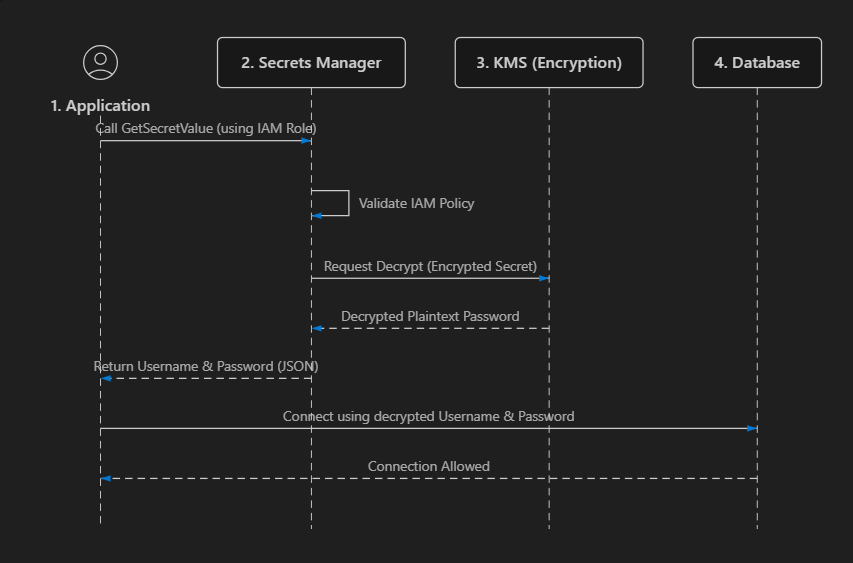 1. Application
2. Secrets Manager
3. KMS (Encryption)
4. Database
Call GetSecretValue (using IAM Role)
Validate IAM Policy
Request Decrypt (Encrypted Secret)
Decrypted Plaintext Password
Return Username & Password (JSON)
Connect using decrypted Username & Password
Connection Allowed